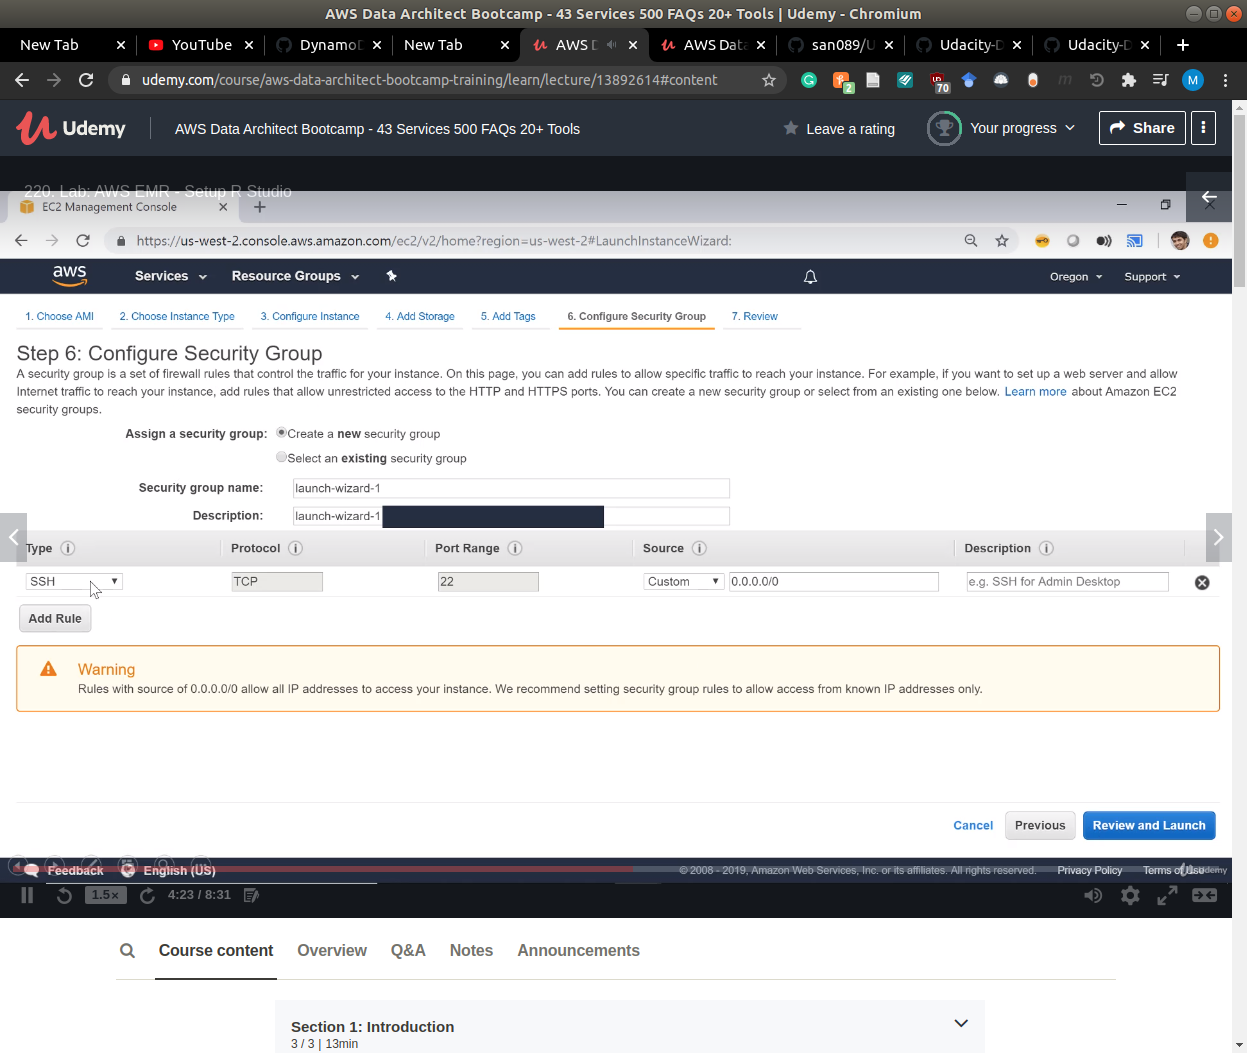 AWS Data Architect Bootcamp - 43 Services 500 FAQs 20+ Tools | Udemy - Chromium
New Tab
YouTube
Dynamo
New Tab
AWS D
AWS Data
san089/U
Udacity-D
Udacity-D
udemy.com/course/aws-data-architect-bootcamp-training/learn/lecture/13892614#content
2
70
m
M
Udemy
AWS Data Architect Bootcamp - 43 Services 500 FAQs 20+ Tools
Leave a rating
Your progress
Share
220. Lab: AWS EMR - Setup R Studio
EC2 Management Console
https://us-west-2.console.aws.amazon.com/ec2/v2/home?region=us-west-2#LaunchInstanceWizard:
aws
Services
Resource Groups
Oregon
Support
1. Choose AMI
2. Choose Instance Type
3. Configure Instance
4. Add Storage
5. Add Tags
6. Configure Security Group
7. Review
Step 6: Configure Security Group
A security group is a set of firewall rules that control the traffic for your instance. On this page, you can add rules to allow specific traffic to reach your instance. For example, if you want to set up a web server and allow
Internet traffic to reach your instance, add rules that allow unrestricted access to the HTTP and HTTPS ports. You can create a new security group or select from an existing one below. Learn more about Amazon EC2
security groups.
Assign a security group: Create a new security group
Select an existing security group
Security group name: launch-wizard-1
Description: launch-wizard-1
Type
Protocol
Port Range
Source
Description
SSH
TCP
22
Custom
0.0.0.0/0
e.g. SSH for Admin Desktop
Add Rule
Warning
Rules with source of 0.0.0.0/0 allow all IP addresses to access your instance. We recommend setting security group rules to allow access from known IP addresses only.
Cancel
Previous
Review and Launch
Feedback
English (US)
© 2008 - 2019, Amazon Web Services, Inc. or its affiliates. All rights reserved.
Privacy Policy
Terms of Use
Udemy
1.5×
4:23 / 8:31
Course content
Overview
Q&A
Notes
Announcements
Section 1: Introduction
3 / 3 | 13min